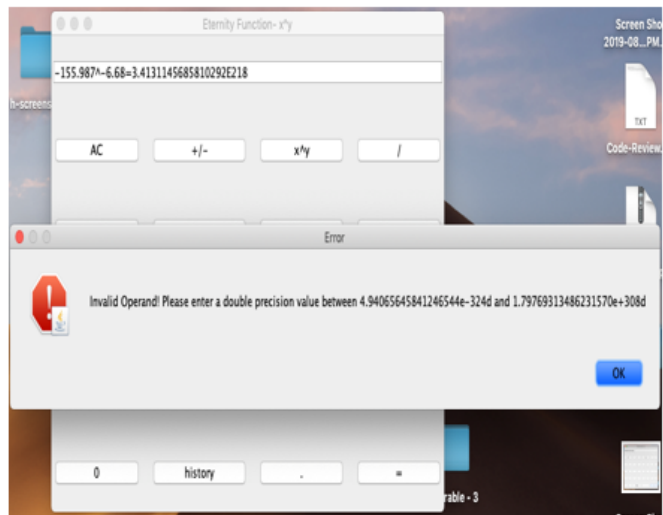 Eternity Function- x^y
Screen Sho
2019-08...PM.
-155.987^-6.68=3.4131145685810292E218
h-screens
TXT
AC
+/-
x^y
/
Code-Review.
Error
Invalid Operand! Please enter a double precision value between 4.94065645841246544e-324d and 1.79769313486231570e+308d
OK
0
history
.
=
rable - 3